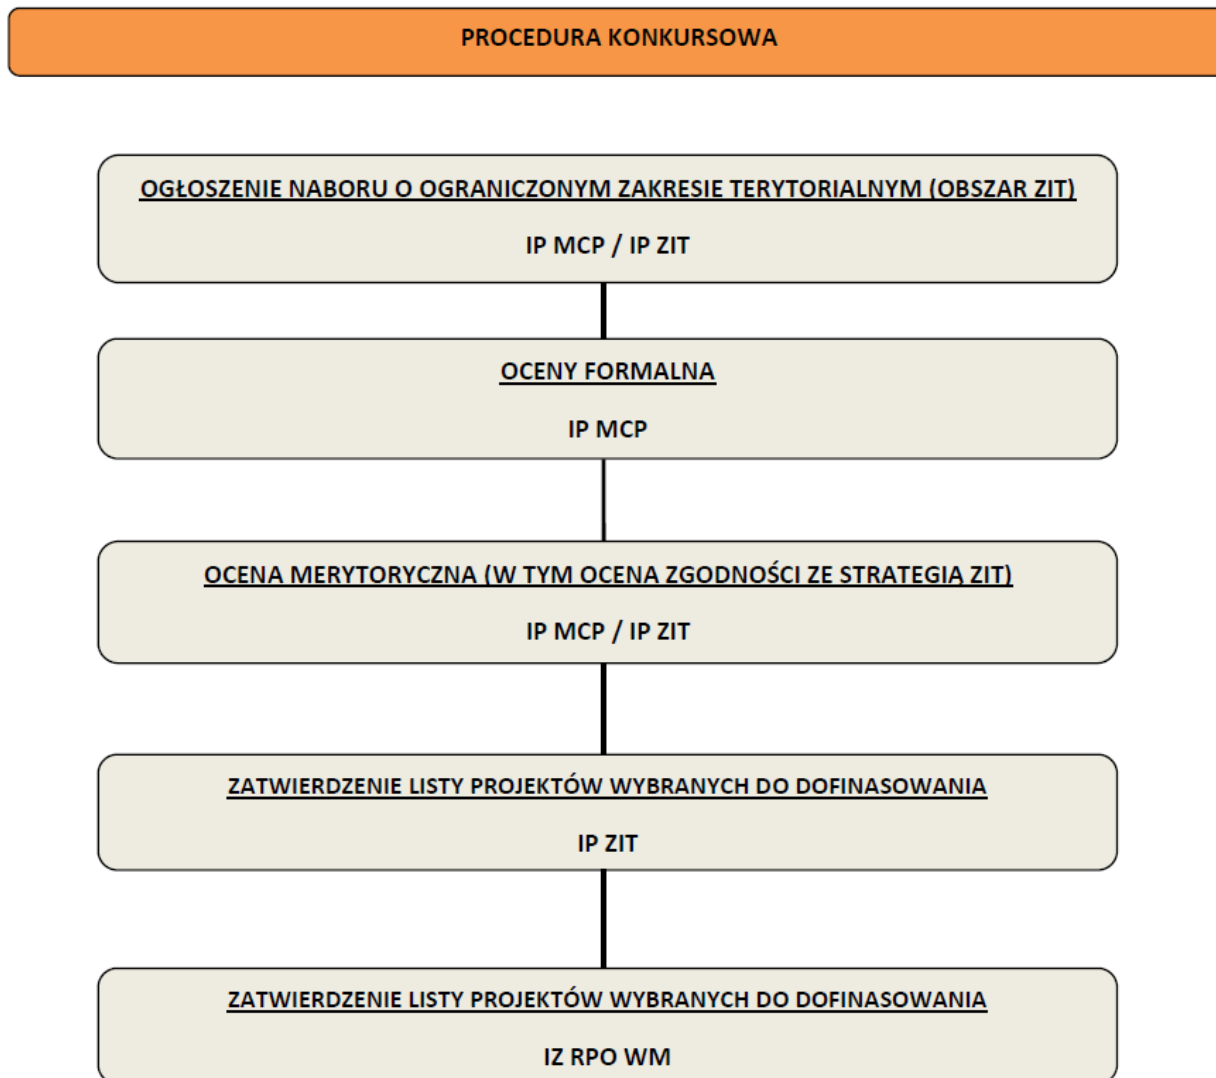 PROCEDURA KONKURSOWA
OGŁOSZENIE NABORU O OGRANICZONYM ZAKRESIE TERYTORIALNYM (OBSZAR ZIT)
IP MCP / IP ZIT
OCENY FORMALNA
IP MCP
OCENA MERYTORYCZNA (W TYM OCENA ZGODNOŚCI ZE STRATEGIĄ ZIT)
IP MCP / IP ZIT
ZATWIERDZENIE LISTY PROJEKTÓW WYBRANYCH DO DOFINASOWANIA
IP ZIT
ZATWIERDZENIE LISTY PROJEKTÓW WYBRANYCH DO DOFINASOWANIA
IZ RPO WM